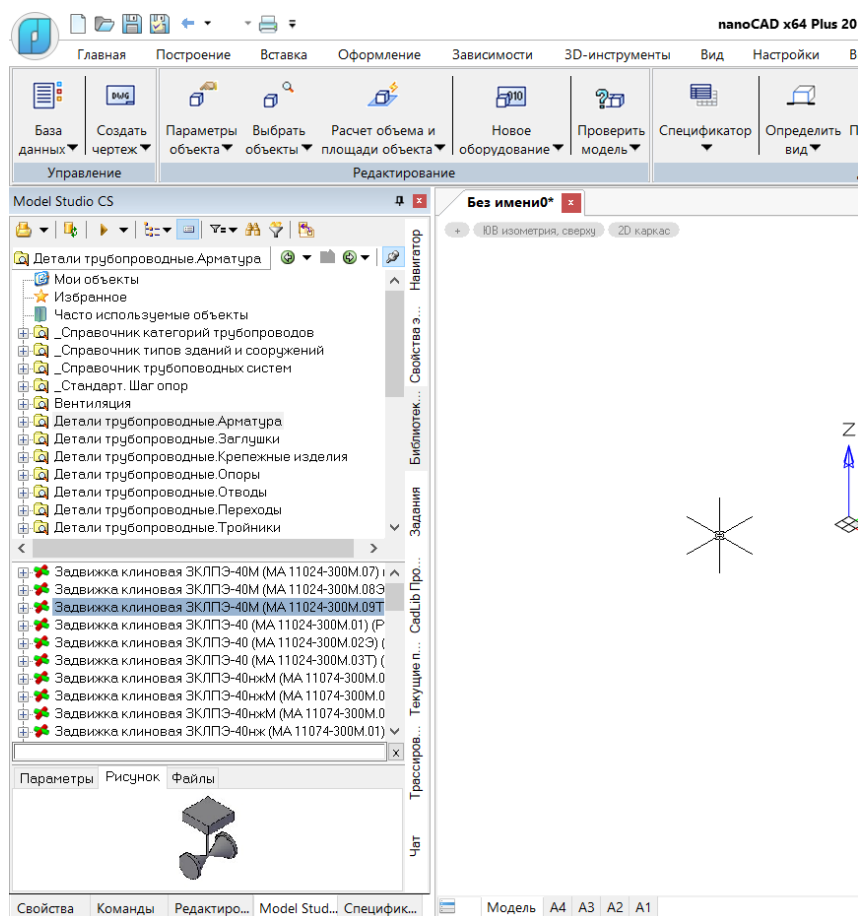 nanoCAD x64 Plus 20
Главная Построение Вставка Оформление Зависимости 3D-инструменты Вид Настройки В
DWG 010
База данных Создать чертеж Параметры объекта Выбрать объекты Расчет объема и площади объекта Новое оборудование Проверить модель Спецификатор Определить вид П
Управление Редактирование
Model Studio CS
Без имени0*
+ ЮВ изометрия, сверху 2D каркас
Детали трубопроводные.Арматура
Мои объекты
Избранное
Часто используемые объекты
_Справочник категорий трубопроводов
_Справочник типов зданий и сооружений
_Справочник трубоповодных систем
_Стандарт. Шаг опор
Вентиляция
Детали трубопроводные.Арматура
Детали трубопроводные.Заглушки
Детали трубопроводные.Крепежные изделия
Детали трубопроводные.Опоры
Детали трубопроводные.Отводы
Детали трубопроводные.Переходы
Детали трубопроводные.Тройники
Задвижка клиновая ЗКЛПЭ-40М (МА 11024-300М.07)
Задвижка клиновая ЗКЛПЭ-40М (МА 11024-300М.08Э
Задвижка клиновая ЗКЛПЭ-40М (МА 11024-300М.09Т
Задвижка клиновая ЗКЛПЭ-40 (МА 11024-300М.01) (Р
Задвижка клиновая ЗКЛПЭ-40 (МА 11024-300М.02Э) (
Задвижка клиновая ЗКЛПЭ-40 (МА 11024-300М.03Т) (
Задвижка клиновая ЗКЛПЭ-40нжМ (МА 11074-300М.0
Задвижка клиновая ЗКЛПЭ-40нжМ (МА 11074-300М.0
Задвижка клиновая ЗКЛПЭ-40нжМ (МА 11074-300М.0
Задвижка клиновая ЗКЛПЭ-40нж (МА 11074-300М.01)
x
Параметры Рисунок Файлы
Навигатор
Свойства э...
Библиотек...
Задания
CadLib Про...
Текущие п...
Трассиров...
Чат
Z
Свойства Команды Редактиро... Model Stud... Специфик...
Модель A4 A3 A2 A1